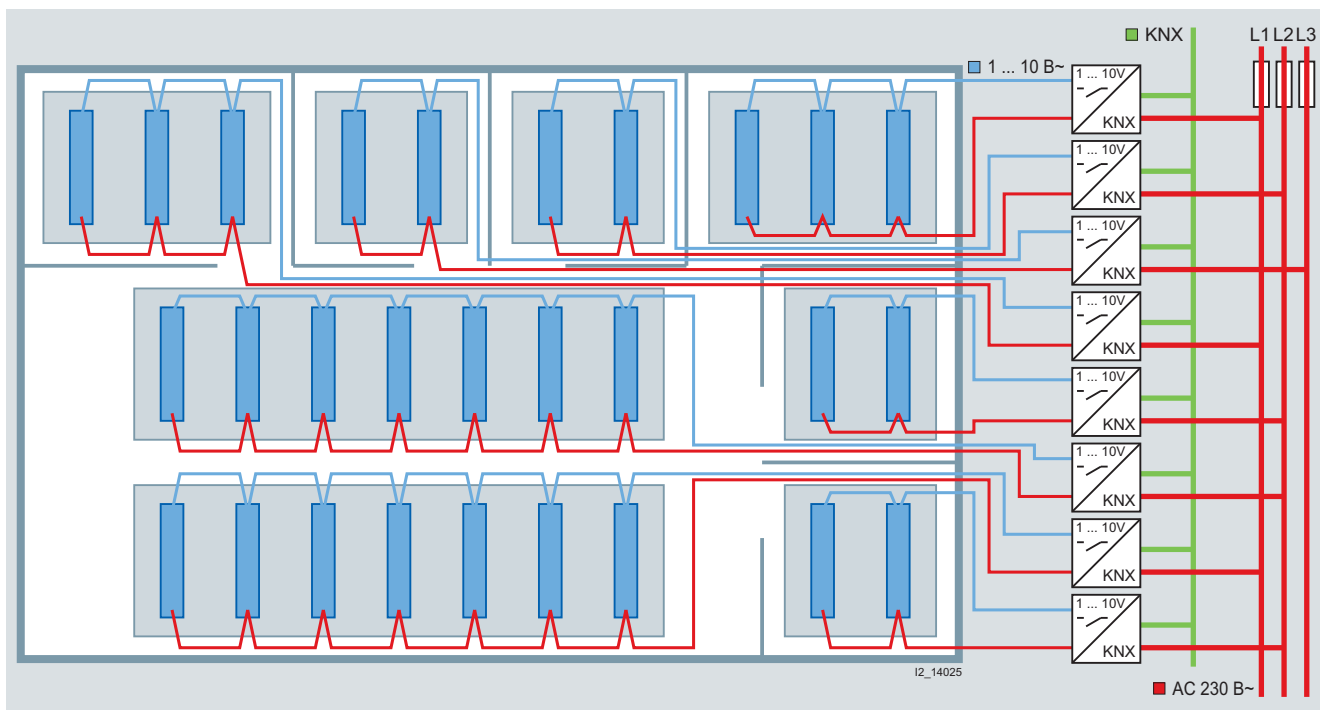 KNX
L1 L2 L3
1 ... 10 В~
1 ... 10V
KNX
1 ... 10V
KNX
1 ... 10V
KNX
1 ... 10V
KNX
1 ... 10V
KNX
1 ... 10V
KNX
1 ... 10V
KNX
1 ... 10V
KNX
I2_14025
AC 230 В~